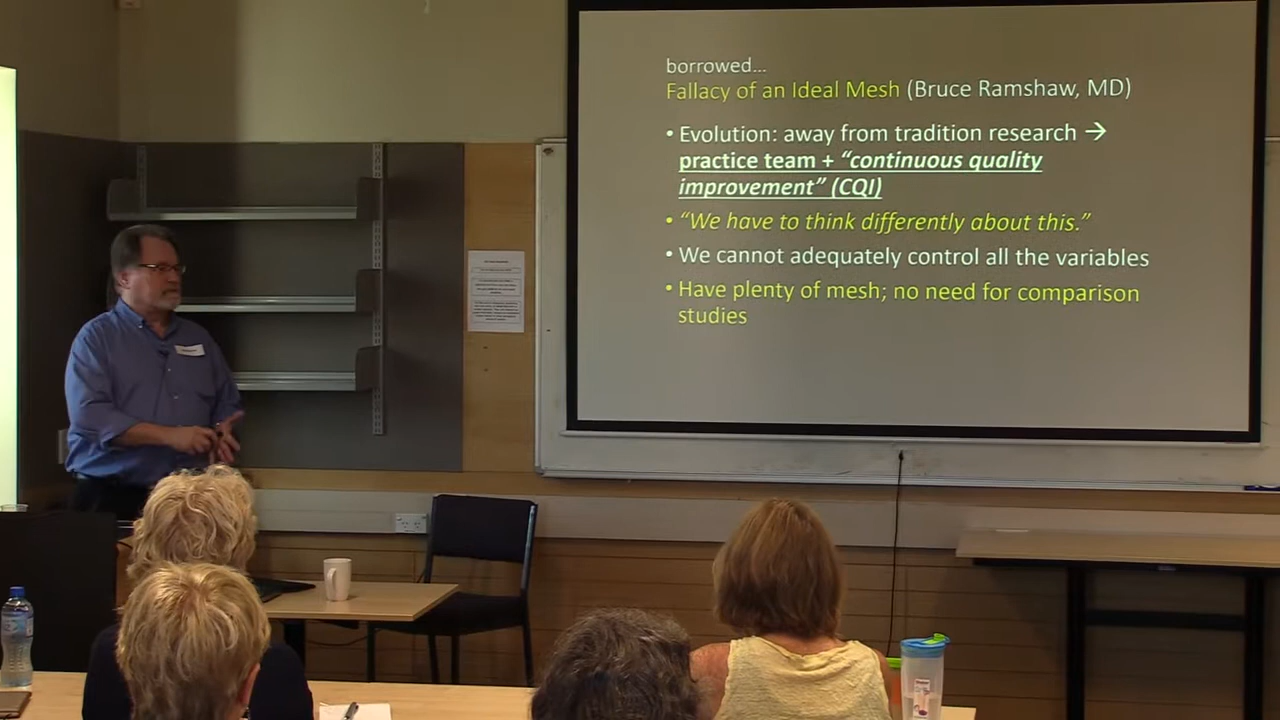 borrowed...
Fallacy of an Ideal Mesh (Bruce Ramshaw, MD)
• Evolution: away from tradition research →
practice team + “continuous quality
improvement” (CQI)
• “We have to think differently about this.”
• We cannot adequately control all the variables
• Have plenty of mesh; no need for comparison
studies